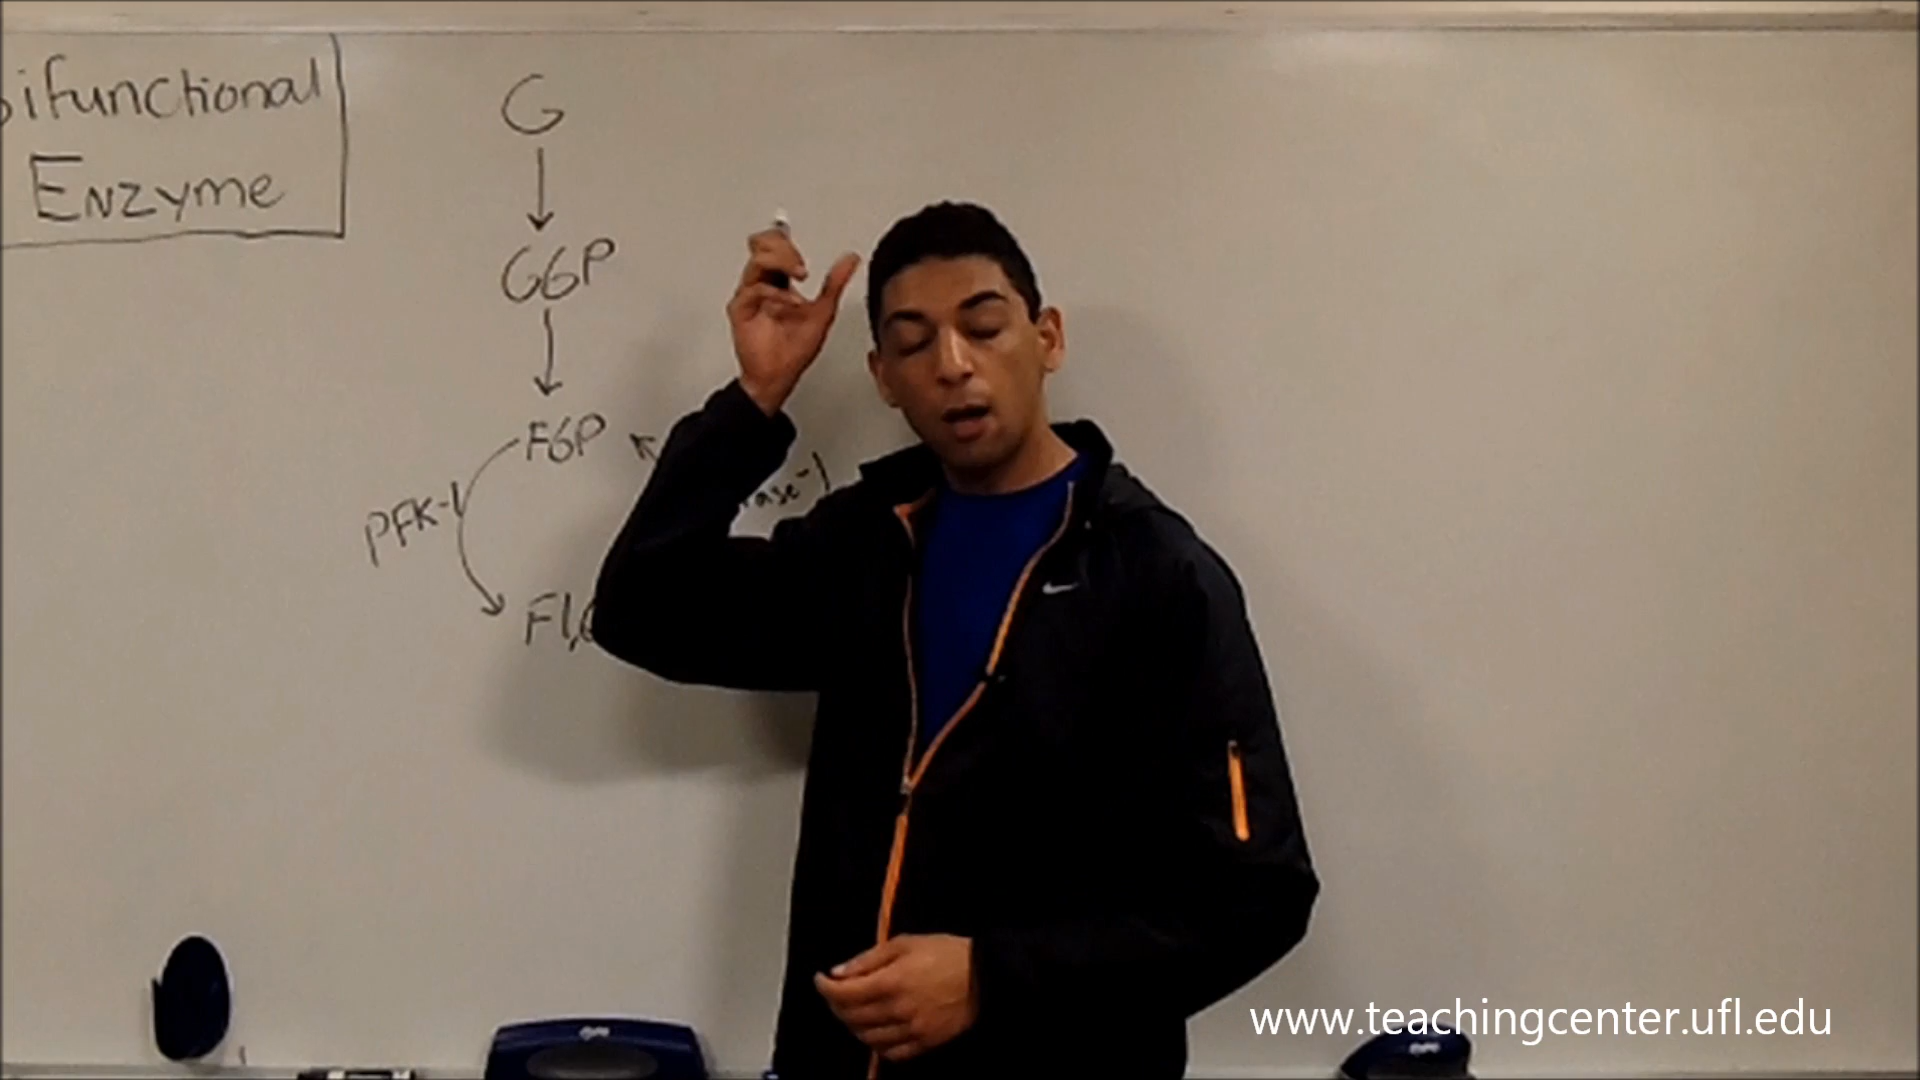 ifunctional
Enzyme
G
G6P
F6P
PFK-1
ase-1
F1,6
www.teachingcenter.ufl.edu